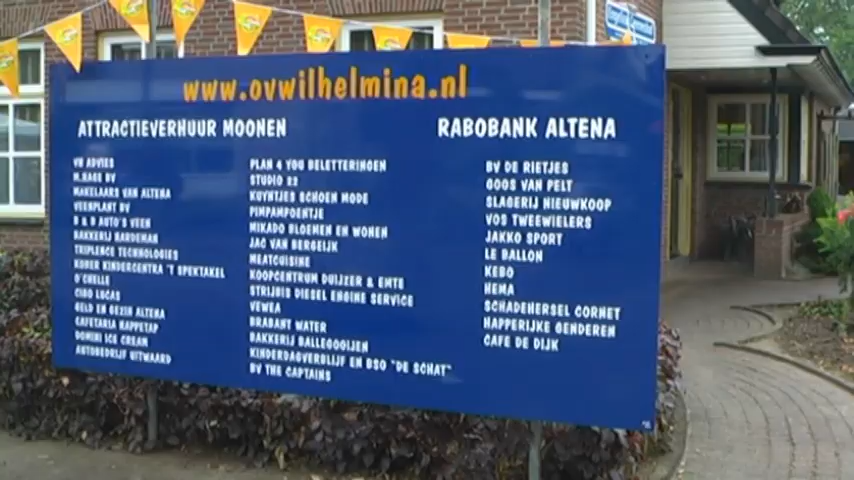 www.ovwilhelmina.nl
ATTRACTIEVERHUUR MOONEN
RABOBANK ALTENA
VH ADVIES
M.RAGE BV
MAKELAARS VAN ALTENA
VEENPLANT BV
B & D AUTO'S VEEN
BAKKERIJ HARDEMAN
TRIPLENCE TECHNOLOGIES
KOBER KINDERCENTRA 'T SPEKTAKEL
D'CHELLE
CIRO LUCAS
GELD EN GEZIN ALTENA
CAFETARIA HAPPETAP
DOMINI ICE CREAM
AUTOBEDRIJF UITWAARD
PLAN 4 YOU BELETTERINGEN
STUDIO 22
KUYNTJES SCHOEN MODE
PIMPAMPOENTJE
MIKADO BLOEMEN EN WONEN
JAC VAN BERGEIJK
MEATCUISINE
KOOPCENTRUM DUIJZER & EMTE
STRIJBIS DIESEL ENGINE SERVICE
VEWEA
BRABANT WATER
BAKKERIJ BALLEGOOIJEN
KINDERDAGVERBLIJF EN BSO "DE SCHAT"
BV THE CAPTAINS
BV DE RIETJES
GOOS VAN PELT
SLAGERIJ NIEUWKOOP
VOS TWEEWIELERS
JAKKO SPORT
LE BALLON
KEBO
HEMA
SCHADEHERSEL CORNET
HAPPERIJKE GENDEREN
CAFE DE DIJK